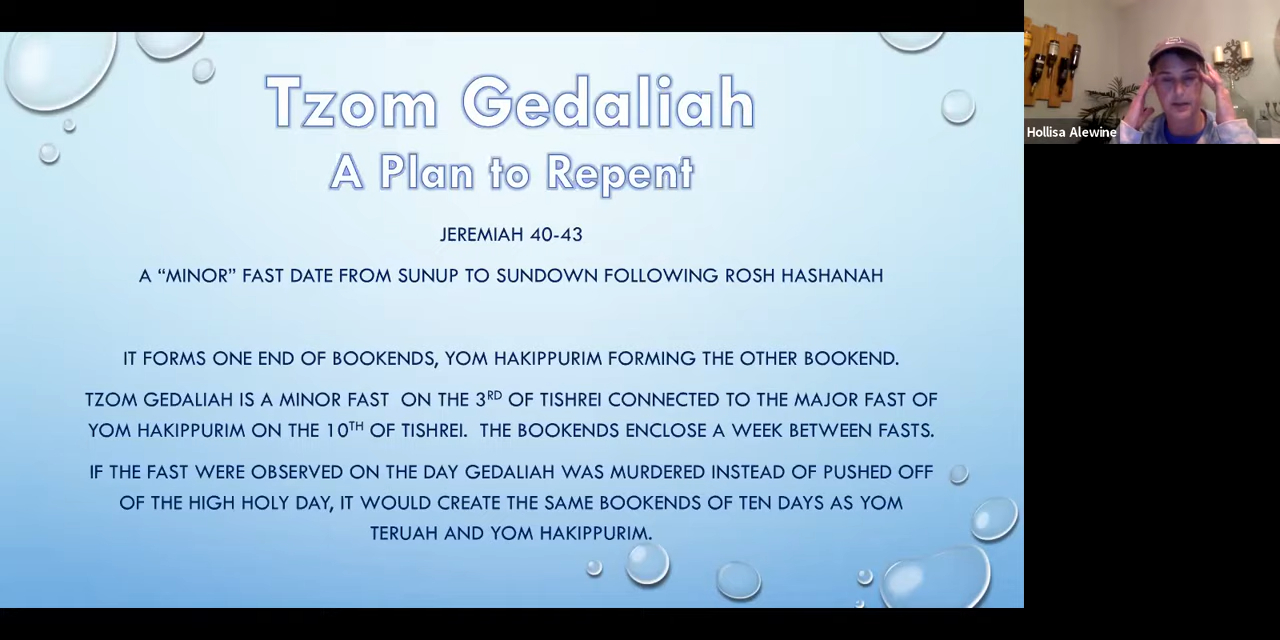 Tzom Gedaliah
A Plan to Repent
JEREMIAH 40-43
A “MINOR” FAST DATE FROM SUNUP TO SUNDOWN FOLLOWING ROSH HASHANAH
IT FORMS ONE END OF BOOKENDS, YOM HAKIPPURIM FORMING THE OTHER BOOKEND.
TZOM GEDALIAH IS A MINOR FAST ON THE 3RD OF TISHREI CONNECTED TO THE MAJOR FAST OF
YOM HAKIPPURIM ON THE 10TH OF TISHREI. THE BOOKENDS ENCLOSE A WEEK BETWEEN FASTS.
IF THE FAST WERE OBSERVED ON THE DAY GEDALIAH WAS MURDERED INSTEAD OF PUSHED OFF
OF THE HIGH HOLY DAY, IT WOULD CREATE THE SAME BOOKENDS OF TEN DAYS AS YOM
TERUAH AND YOM HAKIPPURIM.
Hollisa Alewine